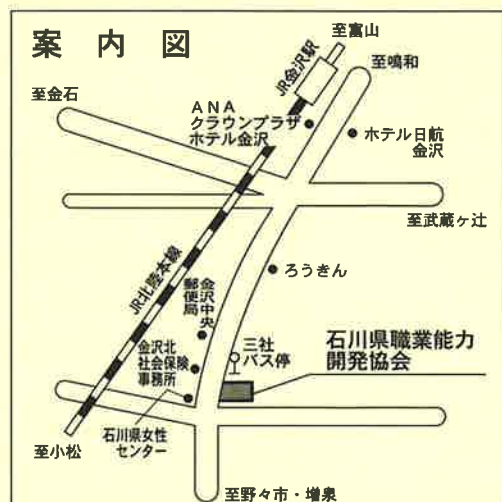 案内図
至富山
JR金沢駅
至鳴和
至金石
ANA
クラウンプラザ
ホテル金沢
ホテル日航
金沢
至武蔵ヶ辻
JR北陸本線
ろうきん
金沢中央
郵便局
三社
バス停
石川県職業能力
開発協会
金沢北
社会保険
事務所
石川県女性
センター
至小松
至野々市・増泉